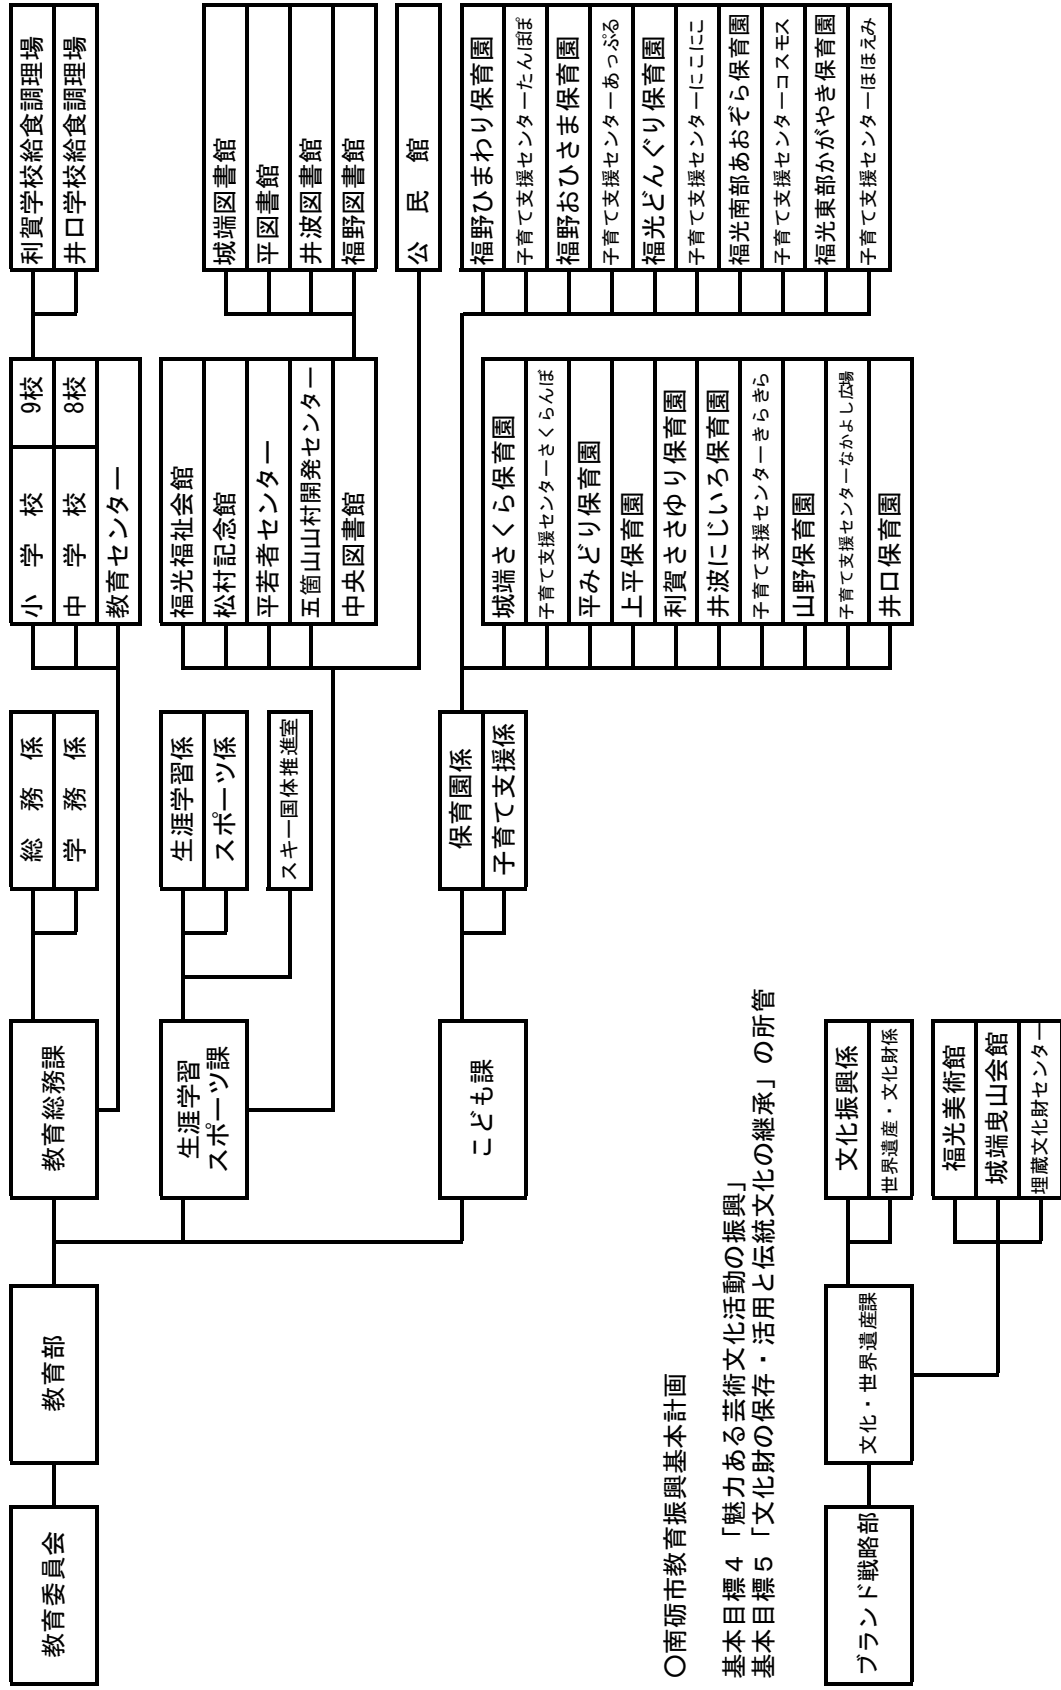 教育委員会
教育部
教育総務課
総務係
学務係
小学校 9校
中学校 8校
教育センター
利賀学校給食調理場
井口学校給食調理場
生涯学習
スポーツ課
生涯学習係
スポーツ係
スキー国体推進室
福光福祉会館
松村記念館
平若者センター
五箇山山村開発センター
中央図書館
城端図書館
平図書館
井波図書館
福野図書館
公民館
こども課
保育園係
子育て支援係
城端さくら保育園
子育て支援センターさくらんぼ
平みどり保育園
上平保育園
利賀ささゆり保育園
井波にじいろ保育園
子育て支援センターきらきら
山野保育園
子育て支援センターなかよし広場
井口保育園
福野ひまわり保育園
子育て支援センターたんぽぽ
福野おひさま保育園
子育て支援センターあっぷる
福光どんぐり保育園
子育て支援センターにこにこ
福光南部あおぞら保育園
子育て支援センターコスモス
福光東部かがやき保育園
子育て支援センターほほえみ
○南砺市教育振興基本計画
基本目標4「魅力ある芸術文化活動の振興」
基本目標5「文化財の保存・活用と伝統文化の継承」の所管
ブランド戦略部
文化・世界遺産課
文化振興係
世界遺産・文化財係
福光美術館
城端曳山会館
埋蔵文化財センター